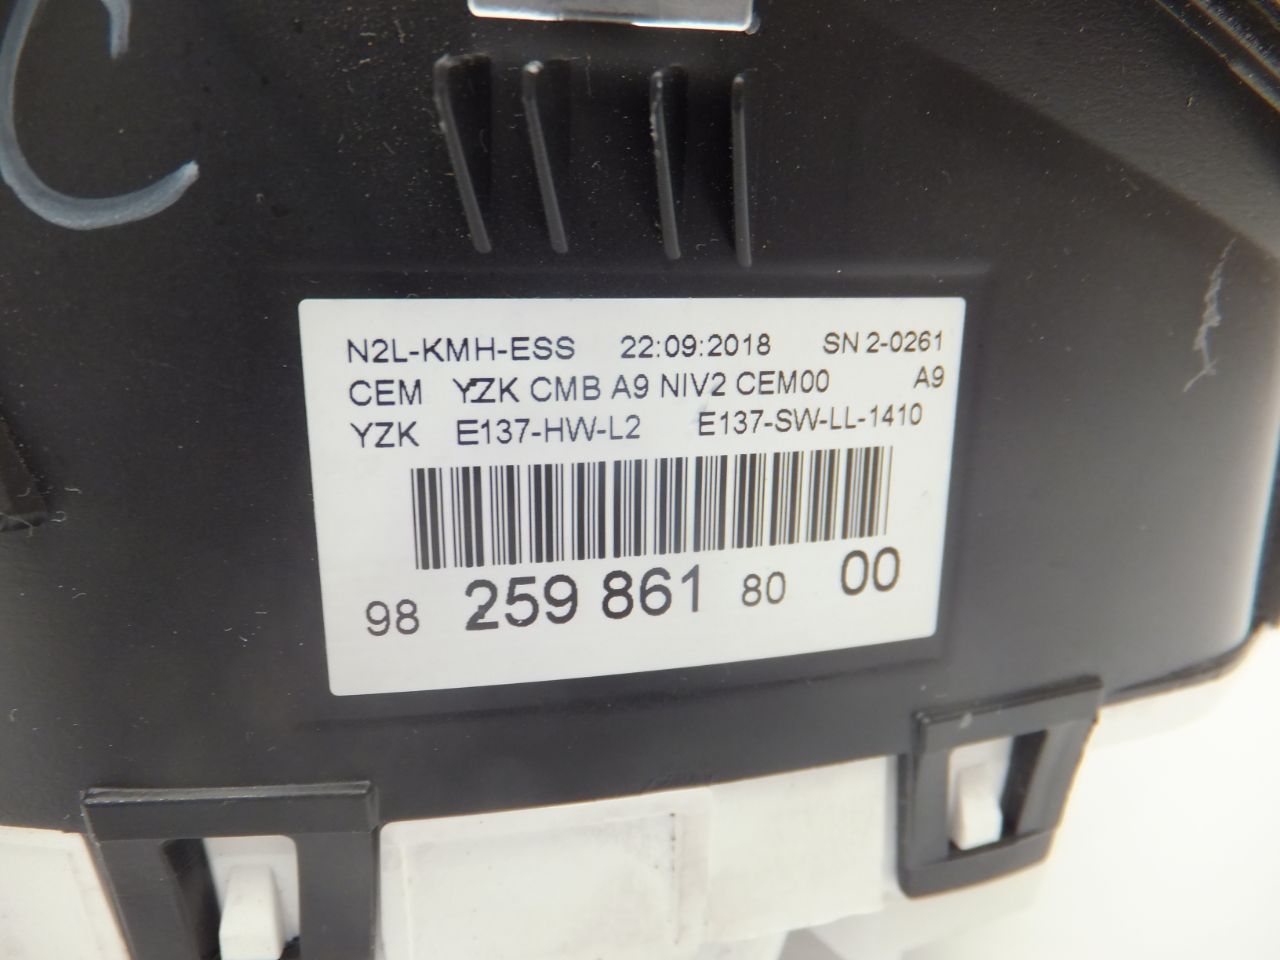 C
N2L-KMH-ESS 22:09:2018 SN 2-0261
CEM YZK CMB A9 NIV2 CEM00 A9
YZK E137-HW-L2 E137-SW-LL-1410
98 259 861 80 00